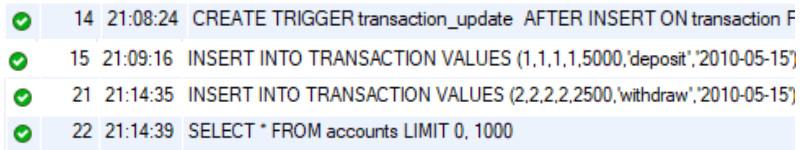 14 21:08:24 CREATE TRIGGER transaction_update AFTER INSERT ON transaction F
15 21:09:16 INSERT INTO TRANSACTION VALUES (1,1,1,1,5000,'deposit','2010-05-15')
21 21:14:35 INSERT INTO TRANSACTION VALUES (2,2,2,2,2500,'withdraw','2010-05-15')
22 21:14:39 SELECT * FROM accounts LIMIT 0, 1000